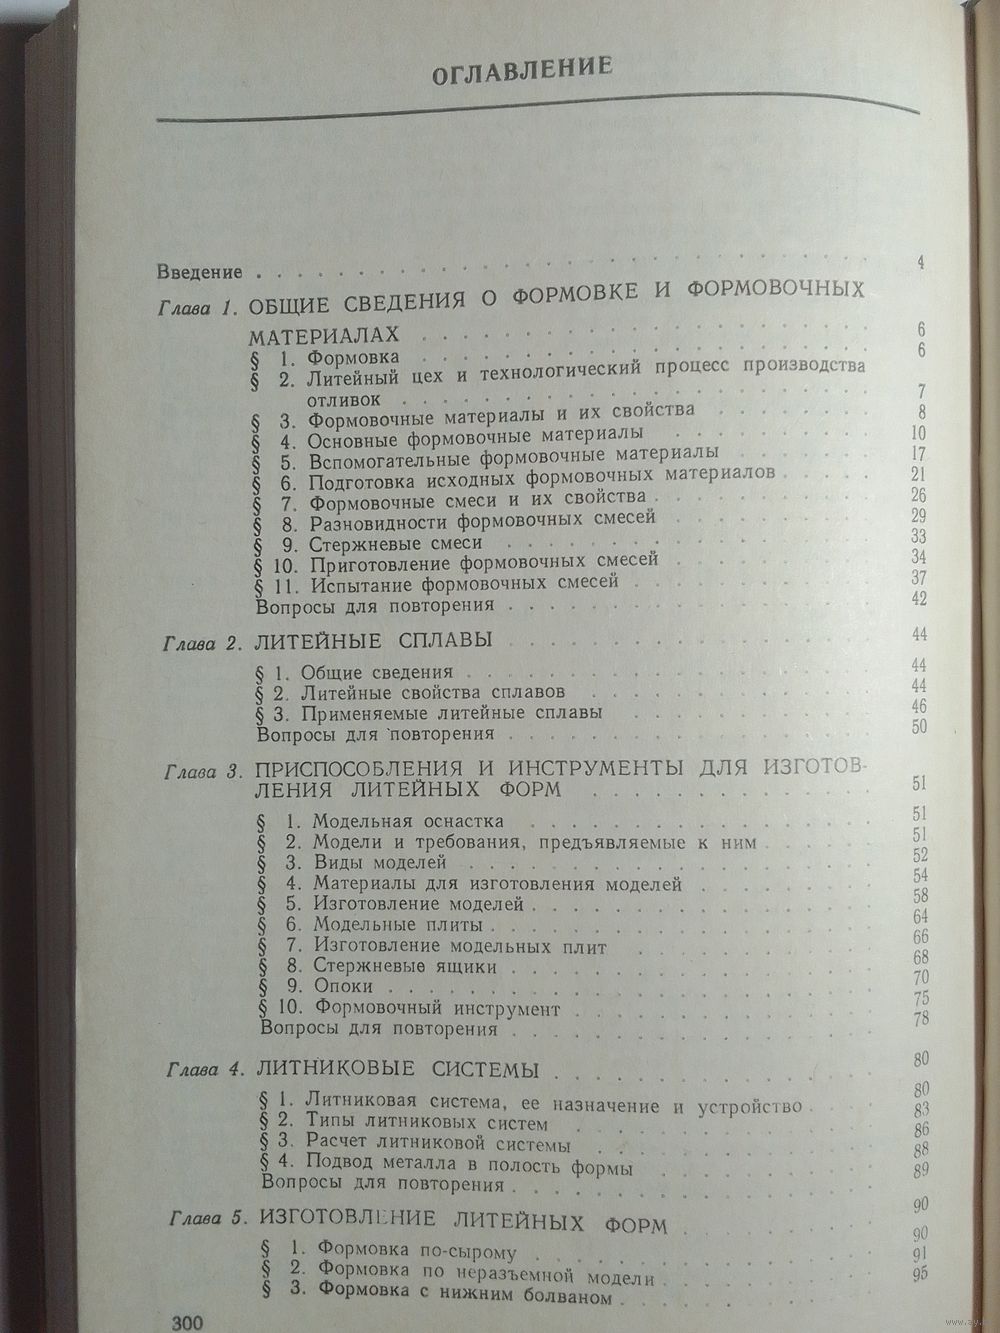 ОГЛАВЛЕНИЕ
Введение . . . . . . . . . . 4
Глава 1. ОБЩИЕ СВЕДЕНИЯ О ФОРМОВКЕ И ФОРМОВОЧНЫХ
МАТЕРИАЛАХ . . . . . . . . . . 6
§ 1. Формовка . . . . . . . . . . 6
§ 2. Литейный цех и технологический процесс производства
отливок . . . . . . . . . . 7
§ 3. Формовочные материалы и их свойства . . . . . . . . 8
§ 4. Основные формовочные материалы . . . . . . . . 10
§ 5. Вспомогательные формовочные материалы . . . . . . 17
§ 6. Подготовка исходных формовочных материалов . . . . . 21
§ 7. Формовочные смеси и их свойства . . . . . . . . 26
§ 8. Разновидности формовочных смесей . . . . . . . . 29
§ 9. Стержневые смеси . . . . . . . . . . 33
§ 10. Приготовление формовочных смесей . . . . . . . . 34
§ 11. Испытание формовочных смесей . . . . . . . . 37
Вопросы для повторения . . . . . . . . . . 42
Глава 2. ЛИТЕЙНЫЕ СПЛАВЫ . . . . . . . . . . 44
§ 1. Общие сведения . . . . . . . . . . 44
§ 2. Литейные свойства сплавов . . . . . . . . . . 44
§ 3. Применяемые литейные сплавы . . . . . . . . . 46
Вопросы для повторения . . . . . . . . . . 50
Глава 3. ПРИСПОСОБЛЕНИЯ И ИНСТРУМЕНТЫ ДЛЯ ИЗГОТОВ-
ЛЕНИЯ ЛИТЕЙНЫХ ФОРМ . . . . . . . . . . 51
§ 1. Модельная оснастка . . . . . . . . . . 51
§ 2. Модели и требования, предъявляемые к ним . . . . . 51
§ 3. Виды моделей . . . . . . . . . . 52
§ 4. Материалы для изготовления моделей . . . . . . . 54
§ 5. Изготовление моделей . . . . . . . . . . 58
§ 6. Модельные плиты . . . . . . . . . . 64
§ 7. Изготовление модельных плит . . . . . . . . . 66
§ 8. Стержневые ящики . . . . . . . . . . 68
§ 9. Опоки . . . . . . . . . . 70
§ 10. Формовочный инструмент . . . . . . . . . . 75
Вопросы для повторения . . . . . . . . . . 78
Глава 4. ЛИТНИКОВЫЕ СИСТЕМЫ . . . . . . . . . . 80
§ 1. Литниковая система, ее назначение и устройство . . . . 80
§ 2. Типы литниковых систем . . . . . . . . . . 83
§ 3. Расчет литниковой системы . . . . . . . . . . 86
§ 4. Подвод металла в полость формы . . . . . . . . 88
Вопросы для повторения . . . . . . . . . . 89
Глава 5. ИЗГОТОВЛЕНИЕ ЛИТЕЙНЫХ ФОРМ . . . . . . . 90
§ 1. Формовка по-сырому . . . . . . . . . . 90
§ 2. Формовка по неразъемной модели . . . . . . . . 91
§ 3. Формовка с нижним болваном . . . . . . . . 95
300